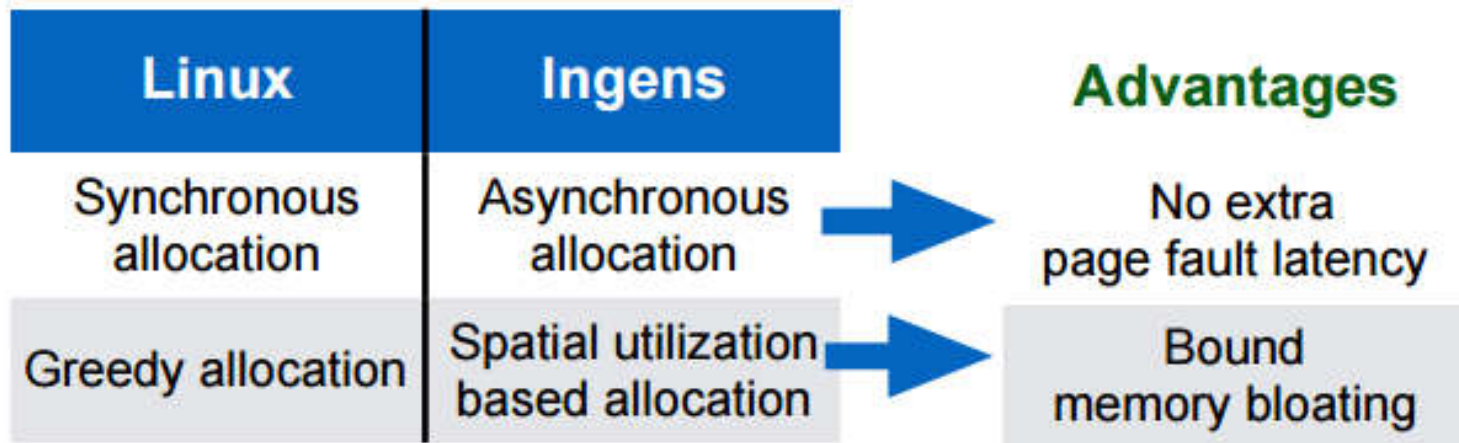 Linux
Ingens
Advantages
Synchronous
allocation
Asynchronous
allocation
No extra
page fault latency
Greedy allocation
Spatial utilization
based allocation
Bound
memory bloating